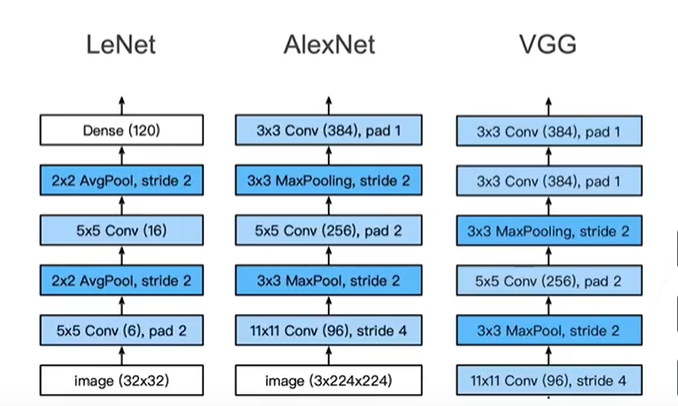 LeNet
AlexNet
VGG
Dense (120)
2x2 AvgPool, stride 2
5x5 Conv (16)
2x2 AvgPool, stride 2
5x5 Conv (6), pad 2
image (32x32)
3x3 Conv (384), pad 1
3x3 MaxPooling, stride 2
5x5 Conv (256), pad 2
3x3 MaxPool, stride 2
11x11 Conv (96), stride 4
image (3x224x224)
3x3 Conv (384), pad 1
3x3 Conv (384), pad 1
3x3 MaxPooling, stride 2
5x5 Conv (256), pad 2
3x3 MaxPool, stride 2
11x11 Conv (96), stride 4